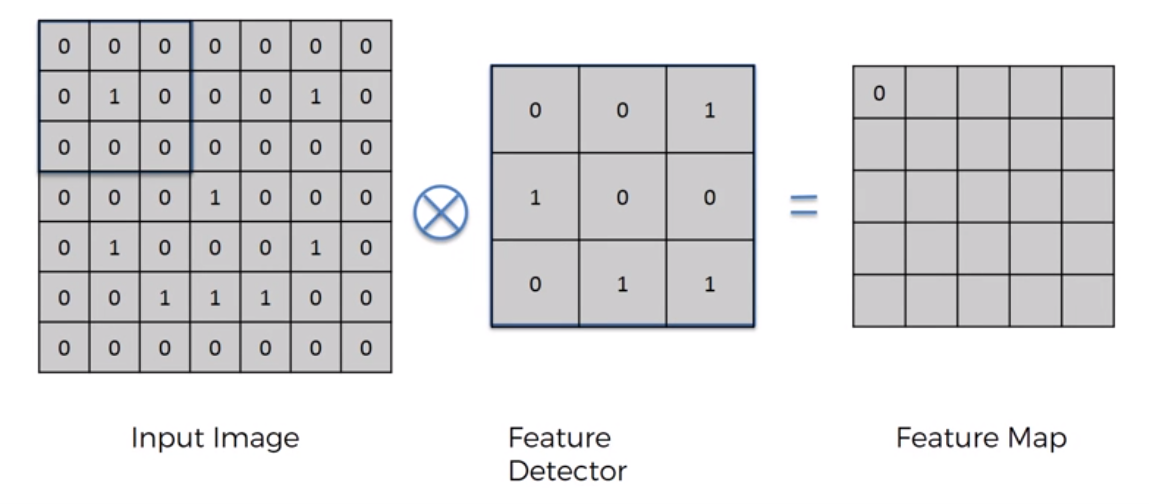 0 0 0 0 0 0 0
0 1 0 0 0 1 0
0 0 0 0 0 0 0
0 0 0 1 0 0 0
0 1 0 0 0 1 0
0 0 1 1 1 0 0
0 0 0 0 0 0 0
Input Image
0 0 1
1 0 0
0 1 1
Feature
Detector
=
0
Feature Map